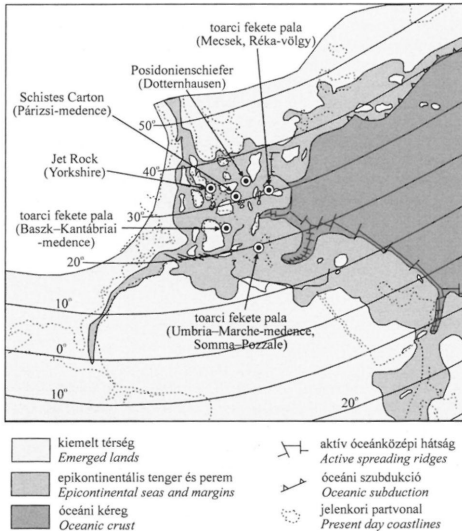 toarci fekete pala
(Mecsek, Réka-völgy)
Posidonienschiefer
(Dotternhausen)
Schistes Carton
(Párizsi-medence)
50°
40°
Jet Rock
(Yorkshire)
30°
toarci fekete pala
(Baszk–Kantábriai
-medence)
20°
10°
toarci fekete pala
(Umbria–Marche-medence,
Somma–Pozzale)
0°
10°
20°
kiemelt térség
Emerged lands
epikontinentális tenger és perem
Epicontinental seas and margins
óceáni kéreg
Oceanic crust
aktív óceánközépi hátság
Active spreading ridges
óceáni szubdukció
Oceanic subduction
jelenkori partvonal
Present day coastlines